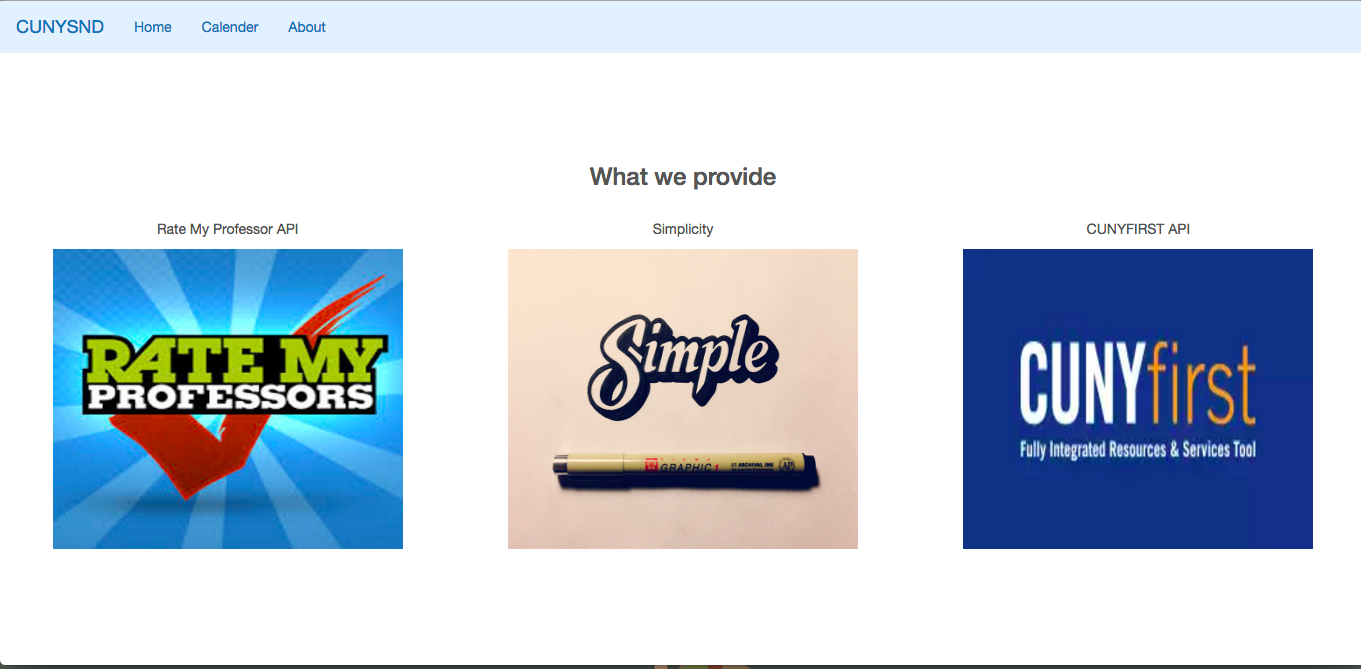 CUNYSND Home Calender About
What we provide
Rate My Professor API
Simplicity
CUNYFIRST API
RATE MY
PROFESSORS
Simple
GRAPHIC 1
ARCHIVAL INK
AP
CUNYfirst
Fully Integrated Resources & Services Tool